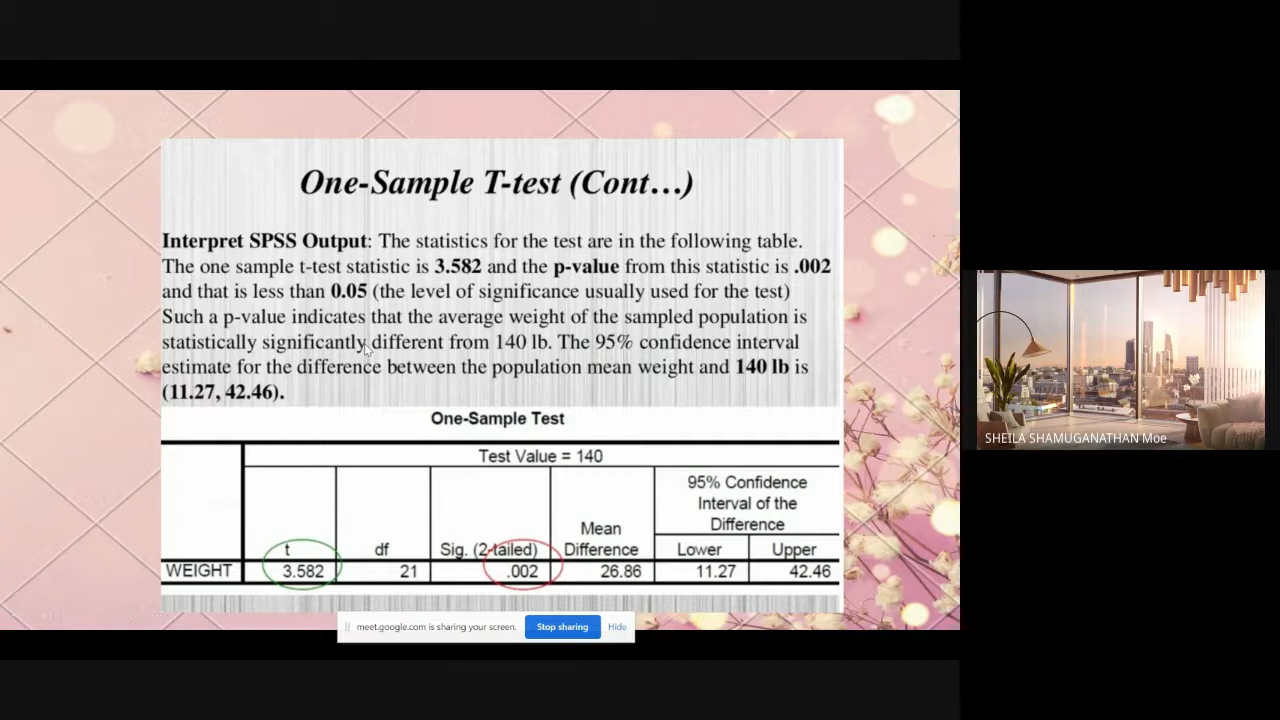 One-Sample T-test (Cont…)
Interpret SPSS Output: The statistics for the test are in the following table.
The one sample t-test statistic is 3.582 and the p-value from this statistic is .002
and that is less than 0.05 (the level of significance usually used for the test)
Such a p-value indicates that the average weight of the sampled population is
statistically significantly different from 140 lb. The 95% confidence interval
estimate for the difference between the population mean weight and 140 lb is
(11.27, 42.46).
One-Sample Test
Test Value = 140
95% Confidence
Interval of the
Difference
Mean
t df Sig. (2-tailed) Difference Lower Upper
WEIGHT 3.582 21 .002 26.86 11.27 42.46
meet.google.com is sharing your screen. Stop sharing Hide
SHEILA SHAMUGANATHAN Moe